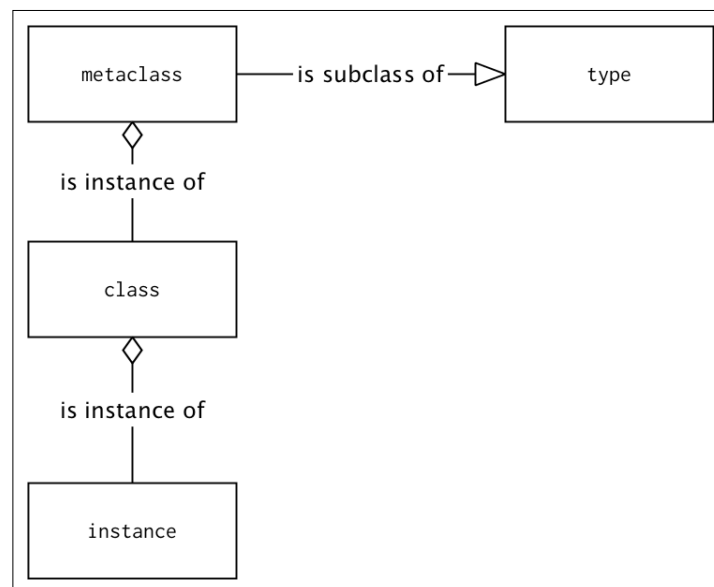 metaclass
is subclass of
type
is instance of
class
is instance of
instance